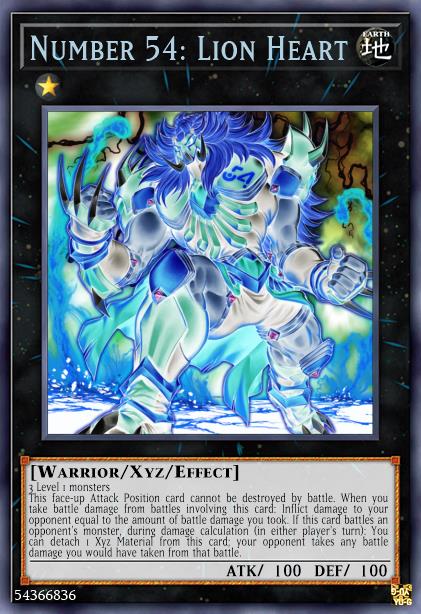 NUMBER 54: LION HEART
EARTH
地
54
[WARRIOR/XYZ/EFFECT]
3 Level 1 monsters
This face-up Attack Position card cannot be destroyed by battle. When you
take battle damage from battles involving this card: Inflict damage to your
opponent equal to the amount of battle damage you took. If this card battles an
opponent's monster, during damage calculation (in either player's turn): You
can detach 1 Xyz Material from this card; your opponent takes any battle
damage you would have taken from that battle.
ATK/ 100 DEF/ 100
54366836